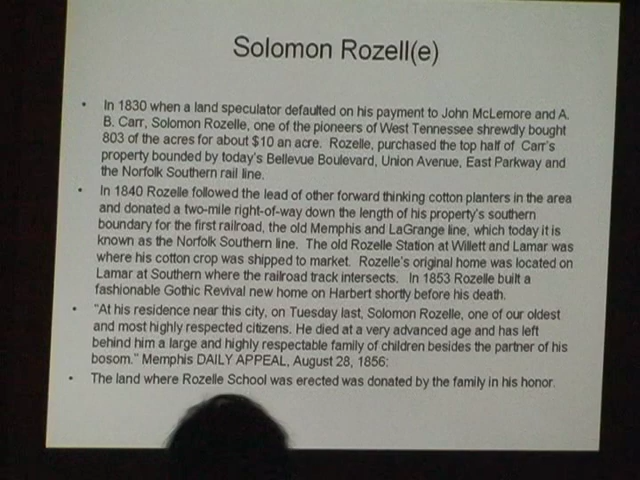 Solomon Rozell(e)
• In 1830 when a land speculator defaulted on his payment to John McLemore and A.
B. Carr, Solomon Rozelle, one of the pioneers of West Tennessee shrewdly bought
803 of the acres for about $10 an acre. Rozelle, purchased the top half of Carr's
property bounded by today's Bellevue Boulevard, Union Avenue, East Parkway and
the Norfolk Southern rail line.
• In 1840 Rozelle followed the lead of other forward thinking cotton planters in the area
and donated a two-mile right-of-way down the length of his property's southern
boundary for the first railroad, the old Memphis and LaGrange line, which today it is
known as the Norfolk Southern line. The old Rozelle Station at Willett and Lamar was
where his cotton crop was shipped to market. Rozelle's original home was located on
Lamar at Southern where the railroad track intersects. In 1853 Rozelle built a
fashionable Gothic Revival new home on Harbert shortly before his death.
• "At his residence near this city, on Tuesday last, Solomon Rozelle, one of our oldest
and most highly respected citizens. He died at a very advanced age and has left
behind him a large and highly respectable family of children besides the partner of his
bosom." Memphis DAILY APPEAL, August 28, 1856;
• The land where Rozelle School was erected was donated by the family in his honor.